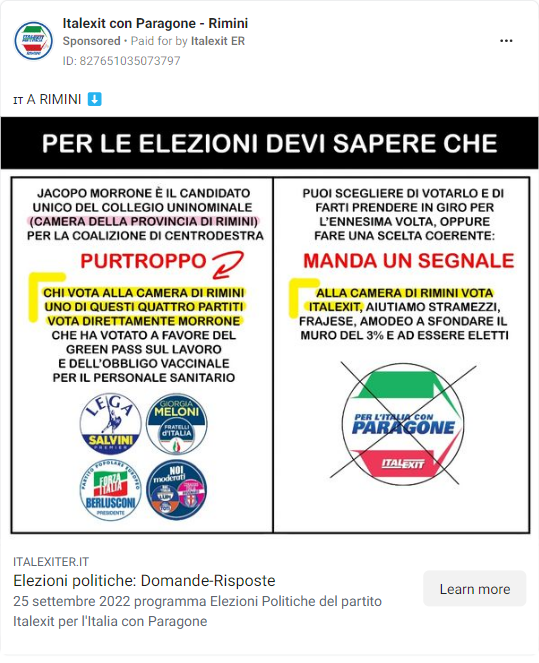 Italexit con Paragone - Rimini
Sponsored • Paid for by Italexit ER
ID: 827651035073797
IT A RIMINI ⬇️
PER LE ELEZIONI DEVI SAPERE CHE
JACOPO MORRONE È IL CANDIDATO
UNICO DEL COLLEGIO UNINOMINALE
(CAMERA DELLA PROVINCIA DI RIMINI)
PER LA COALIZIONE DI CENTRODESTRA
PURTROPPO
CHI VOTA ALLA CAMERA DI RIMINI
UNO DI QUESTI QUATTRO PARTITI
VOTA DIRETTAMENTE MORRONE
CHE HA VOTATO A FAVORE DEL
GREEN PASS SUL LAVORO
E DELL'OBBLIGO VACCINALE
PER IL PERSONALE SANITARIO
LEGA
SALVINI
PREMIER
GIORGIA
MELONI
FRATELLI
d'ITALIA
PARTITO POPOLARE EUROPEO
FORZA
ITALIA
BERLUSCONI
PRESIDENTE
NOI
moderati
PUOI SCEGLIERE DI VOTARLO E DI
FARTI PRENDERE IN GIRO PER
L'ENNESIMA VOLTA, OPPURE
FARE UNA SCELTA COERENTE:
MANDA UN SEGNALE
ALLA CAMERA DI RIMINI VOTA
ITALEXIT, AIUTIAMO STRAMEZZI,
FRAJESE, AMODEO A SFONDARE IL
MURO DEL 3% E AD ESSERE ELETTI
PER L'ITALIA CON
PARAGONE
ITALEXIT
ITALEXITER.IT
Elezioni politiche: Domande-Risposte
25 settembre 2022 programma Elezioni Politiche del partito
Italexit per l'Italia con Paragone
Learn more